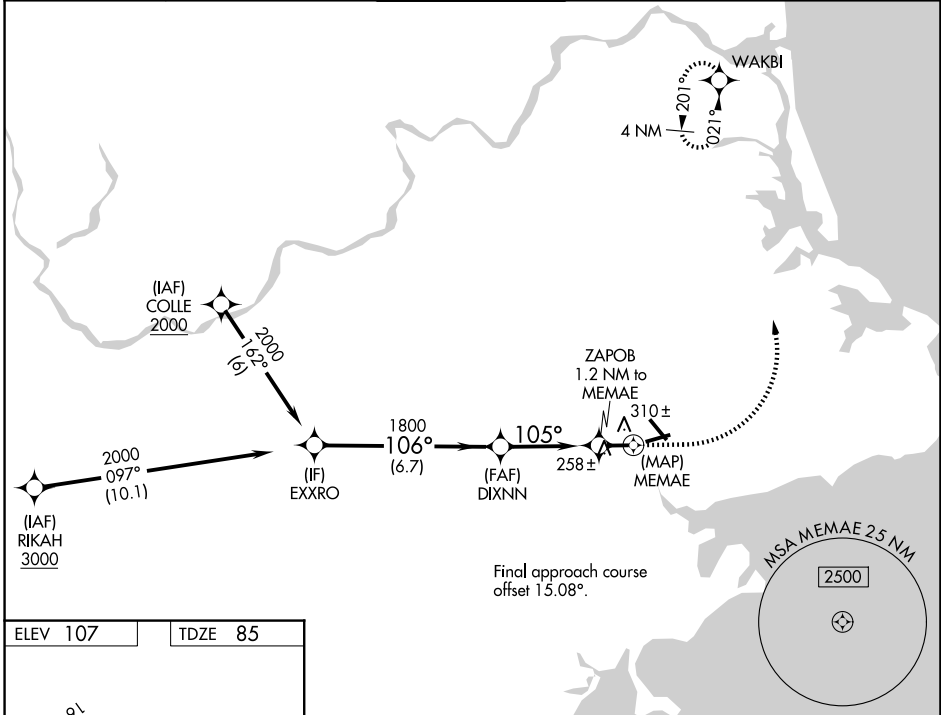 WAKBI
201°
021°
4 NM
(IAF)
COLLE
2000
2000
162°
(6)
ZAPOB
1.2 NM to
MEMAE
310±
1800
106°
(6.7)
105°
258±
2000
097°
(10.1)
(IF)
EXXRO
(FAF)
DIXNN
(MAP)
MEMAE
(IAF)
RIKAH
3000
Final approach course
offset 15.08°.
MSA MEMAE 25 NM
2500
ELEV 107
TDZE 85